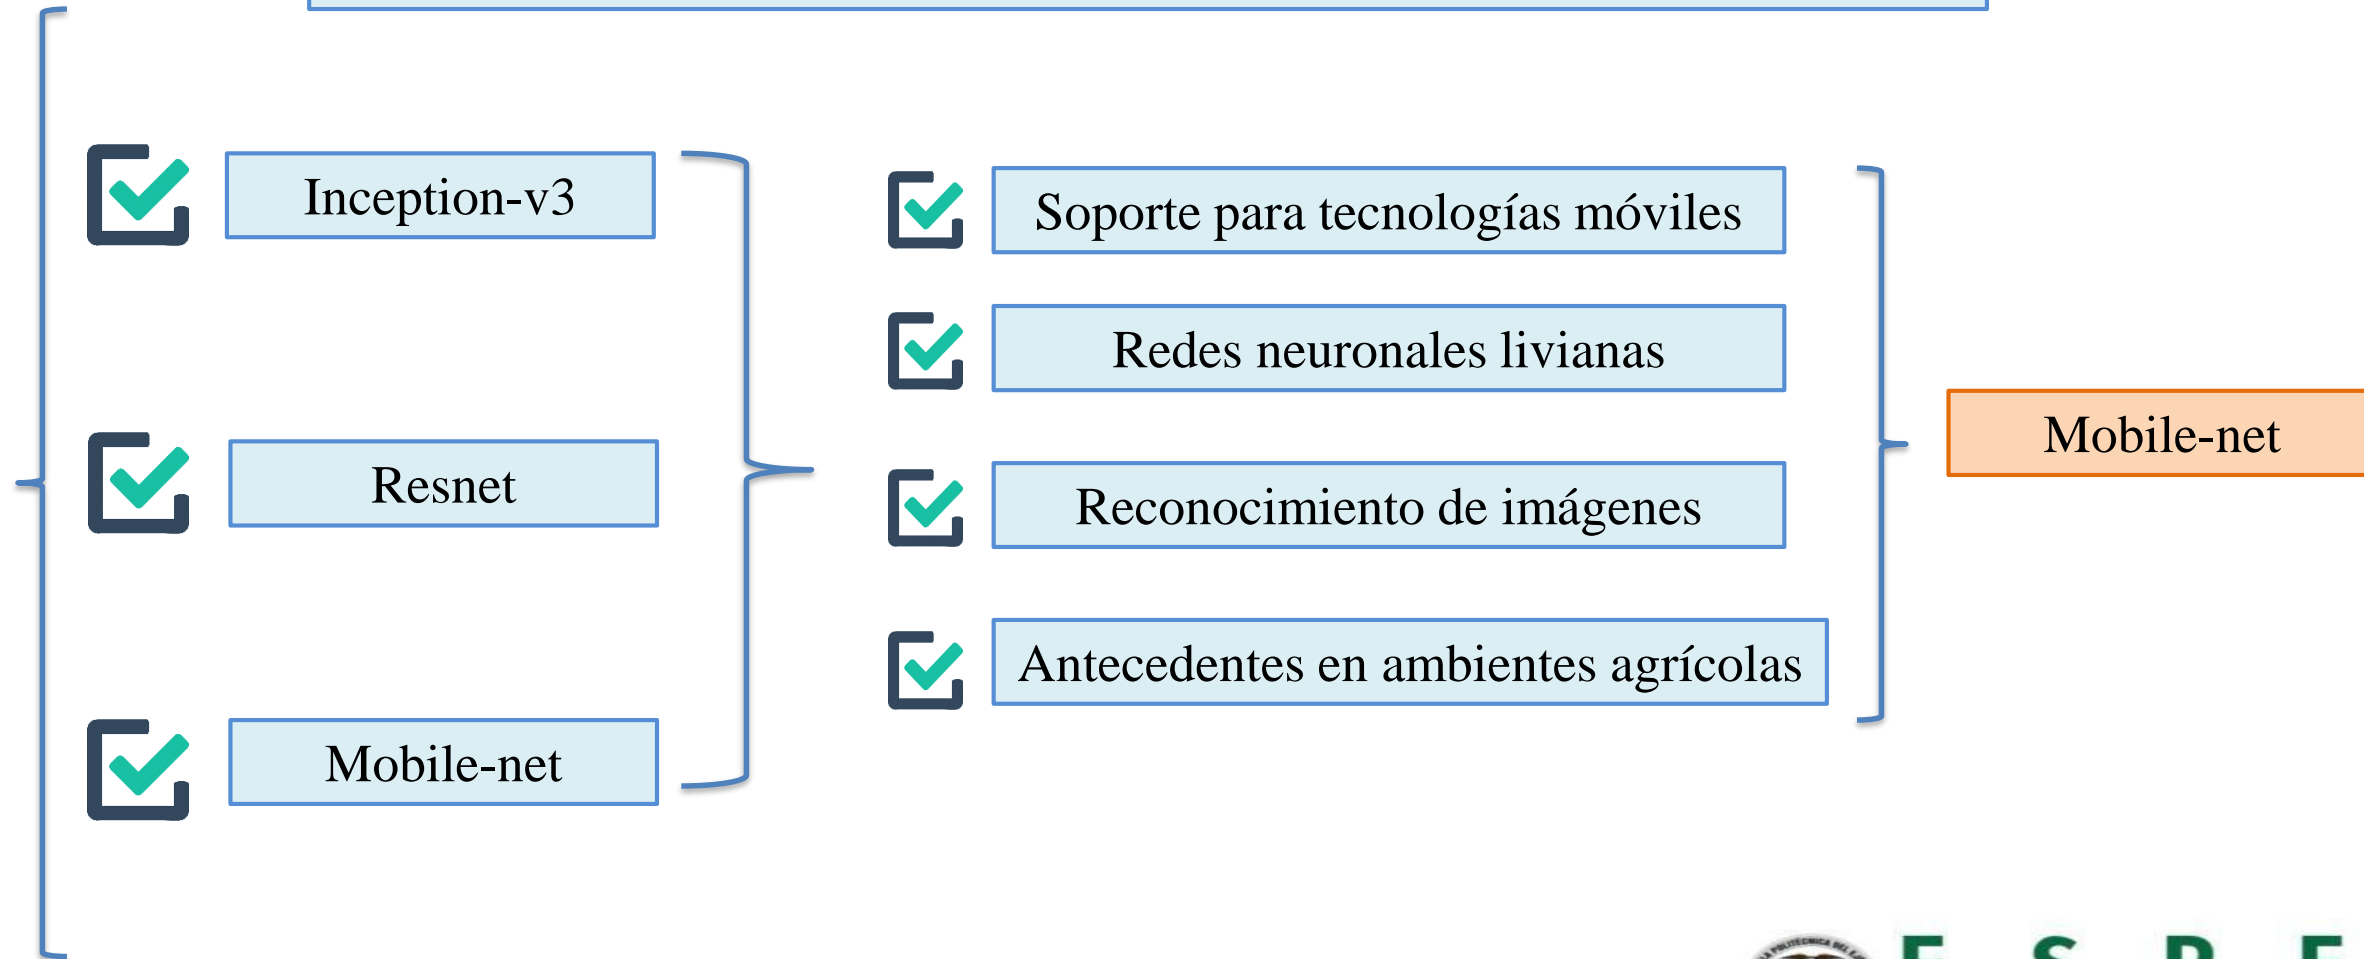 Inception-v3
Resnet
Mobile-net
Soporte para tecnologías móviles
Redes neuronales livianas
Reconocimiento de imágenes
Antecedentes en ambientes agrícolas
Mobile-net